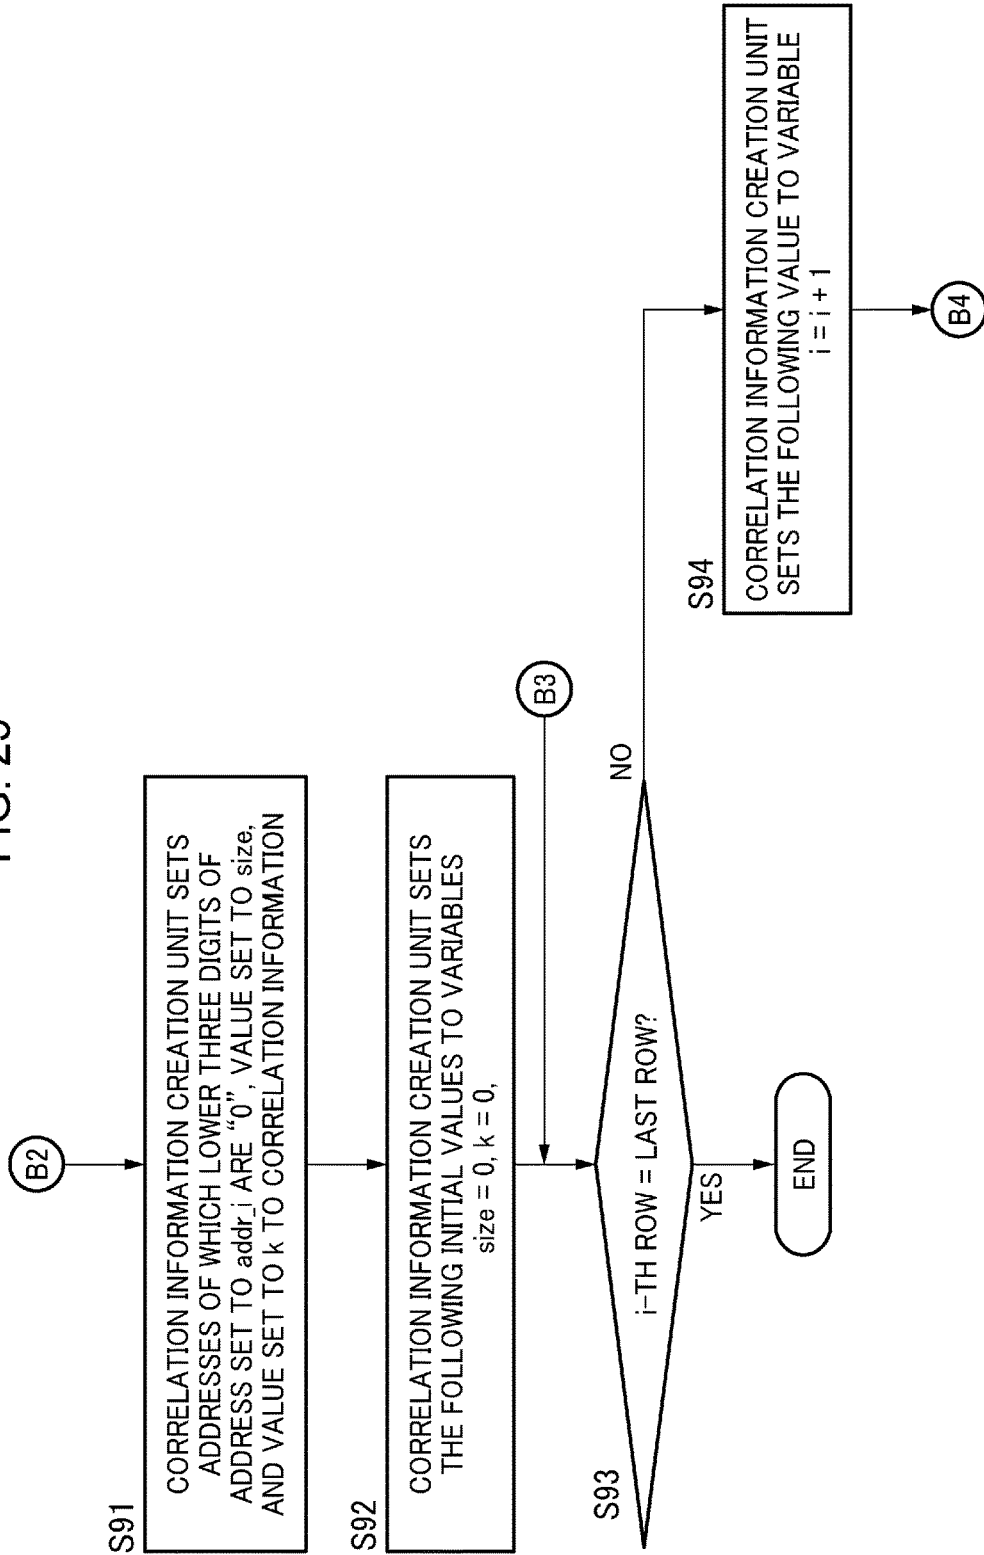 FIG.
B2
S91
CORRELATION INFORMATION CREATION UNIT SETS
ADDRESSES OF WHICH LOWER THREE DIGITS OF
ADDRESS SET TO addr_i ARE “0”, VALUE SET TO size,
AND VALUE SET TO k TO CORRELATION INFORMATION
S92
CORRELATION INFORMATION CREATION UNIT SETS
THE FOLLOWING INITIAL VALUES TO VARIABLES
size = 0, k = 0,
B3
S93
i-TH ROW = LAST ROW?
NO
YES
END
S94
CORRELATION INFORMATION CREATION UNIT
SETS THE FOLLOWING VALUE TO VARIABLE
i = i + 1
B4